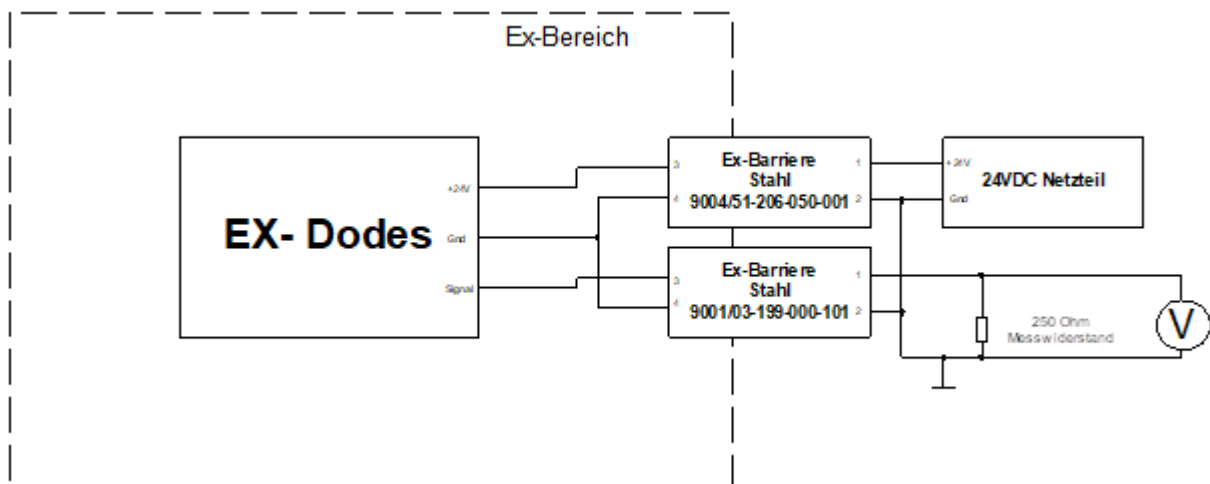 Ex-Bereich
EX- Dodes
+24V
Gnd
Signal
3
4
Ex-Barriere
Stahl
9004/51-206-050-001
1
2
3
4
Ex-Barriere
Stahl
9001/03-199-000-101
1
2
+24V
Gnd
24VDC Netzteil
250 Ohm
Messwiderstand
V